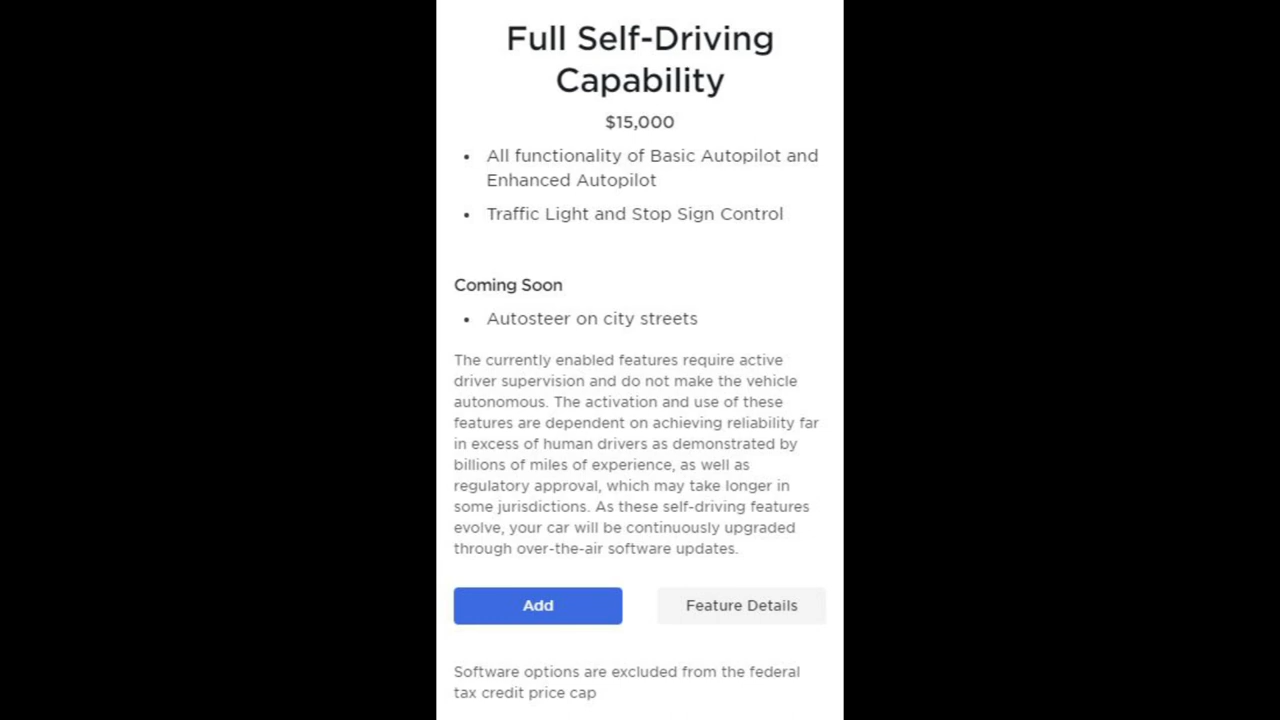 Full Self-Driving
Capability
$15,000
• All functionality of Basic Autopilot and
Enhanced Autopilot
• Traffic Light and Stop Sign Control
Coming Soon
• Autosteer on city streets
The currently enabled features require active
driver supervision and do not make the vehicle
autonomous. The activation and use of these
features are dependent on achieving reliability far
in excess of human drivers as demonstrated by
billions of miles of experience, as well as
regulatory approval, which may take longer in
some jurisdictions. As these self-driving features
evolve, your car will be continuously upgraded
through over-the-air software updates.
Add
Feature Details
Software options are excluded from the federal
tax credit price cap